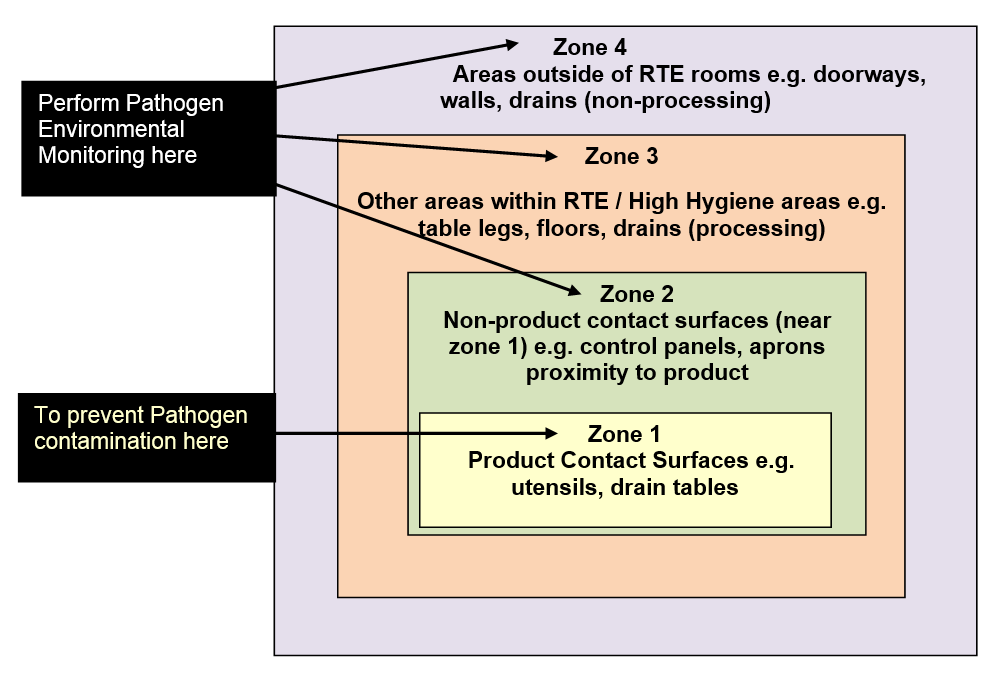 Zone 4
Areas outside of RTE rooms e.g. doorways,
walls, drains (non-processing)
Perform Pathogen
Environmental
Monitoring here
Zone 3
Other areas within RTE / High Hygiene areas e.g.
table legs, floors, drains (processing)
Zone 2
Non-product contact surfaces (near
zone 1) e.g. control panels, aprons
proximity to product
To prevent Pathogen
contamination here
Zone 1
Product Contact Surfaces e.g.
utensils, drain tables